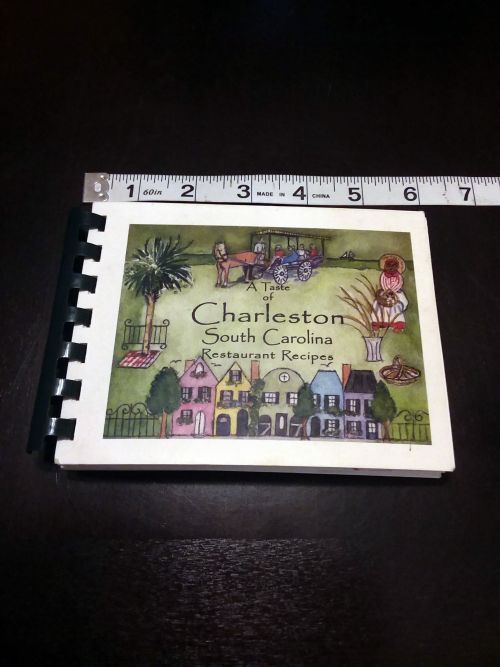 1 60in 2 3 MADE IN 4 CHINA 5 6 7
A Taste
of
Charleston
South Carolina
Restaurant Recipes